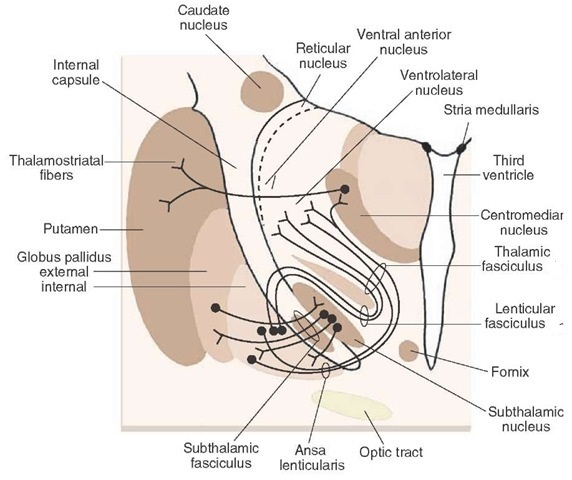 Caudate
nucleus
Ventral anterior
nucleus
Reticular
nucleus
Internal
capsule
Ventrolateral
nucleus
Stria medullaris
Thalamostriatal
fibers
Third
ventricle
Putamen
Centromedian
nucleus
Globus pallidus
external
internal
Thalamic
fasciculus
Lenticular
fasciculus
Fornix
Subthalamic
nucleus
Subthalamic
fasciculus
Ansa
lenticularis
Optic tract